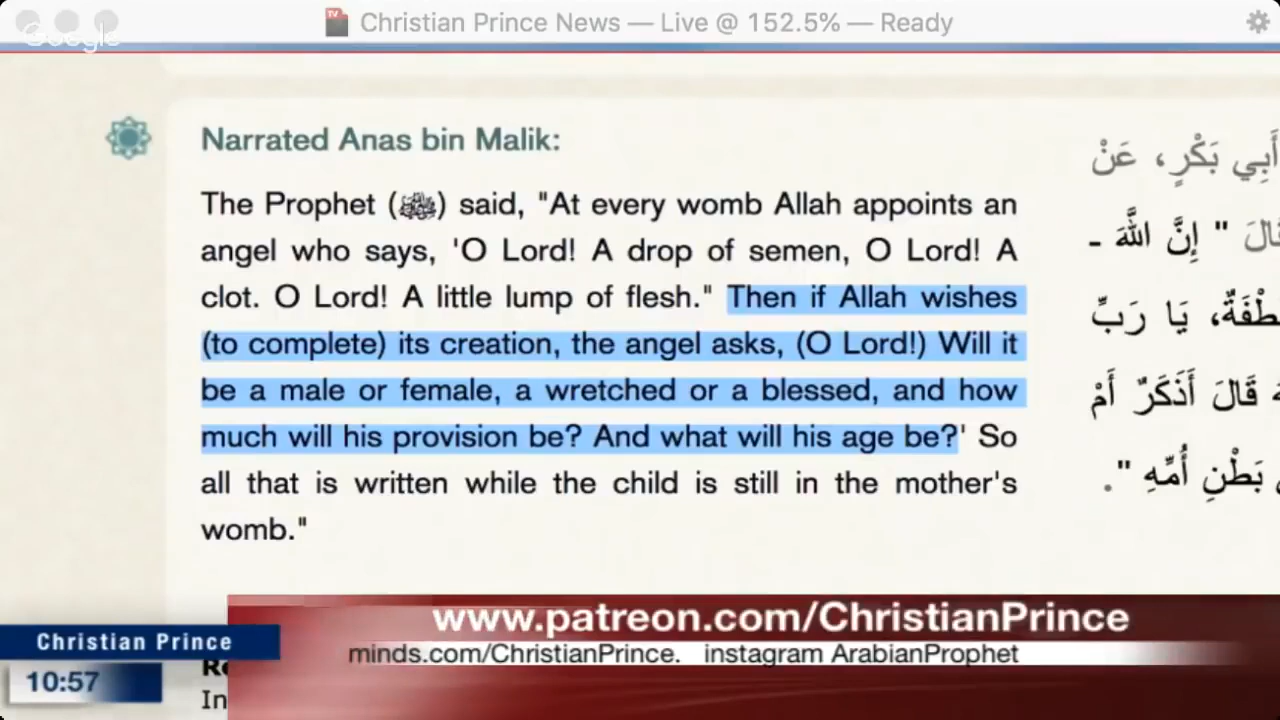 Christian Prince News — Live @ 152.5% — Ready
Google
Narrated Anas bin Malik:
The Prophet (ﷺ) said, "At every womb Allah appoints an
angel who says, 'O Lord! A drop of semen, O Lord! A
clot. O Lord! A little lump of flesh." Then if Allah wishes
(to complete) its creation, the angel asks, (O Lord!) Will it
be a male or female, a wretched or a blessed, and how
much will his provision be? And what will his age be?' So
all that is written while the child is still in the mother's
womb."
أَبِي بَكْرٍ، عَنْ
" إِنَّ اللَّهَ ـ
يَا رَبِّ
قَالَ أَذَكَرٌ أَمْ
بَطْنِ أُمِّهِ ".
www.patreon.com/ChristianPrince
Christian Prince
minds.com/ChristianPrince. instagram ArabianProphet
10:57
In